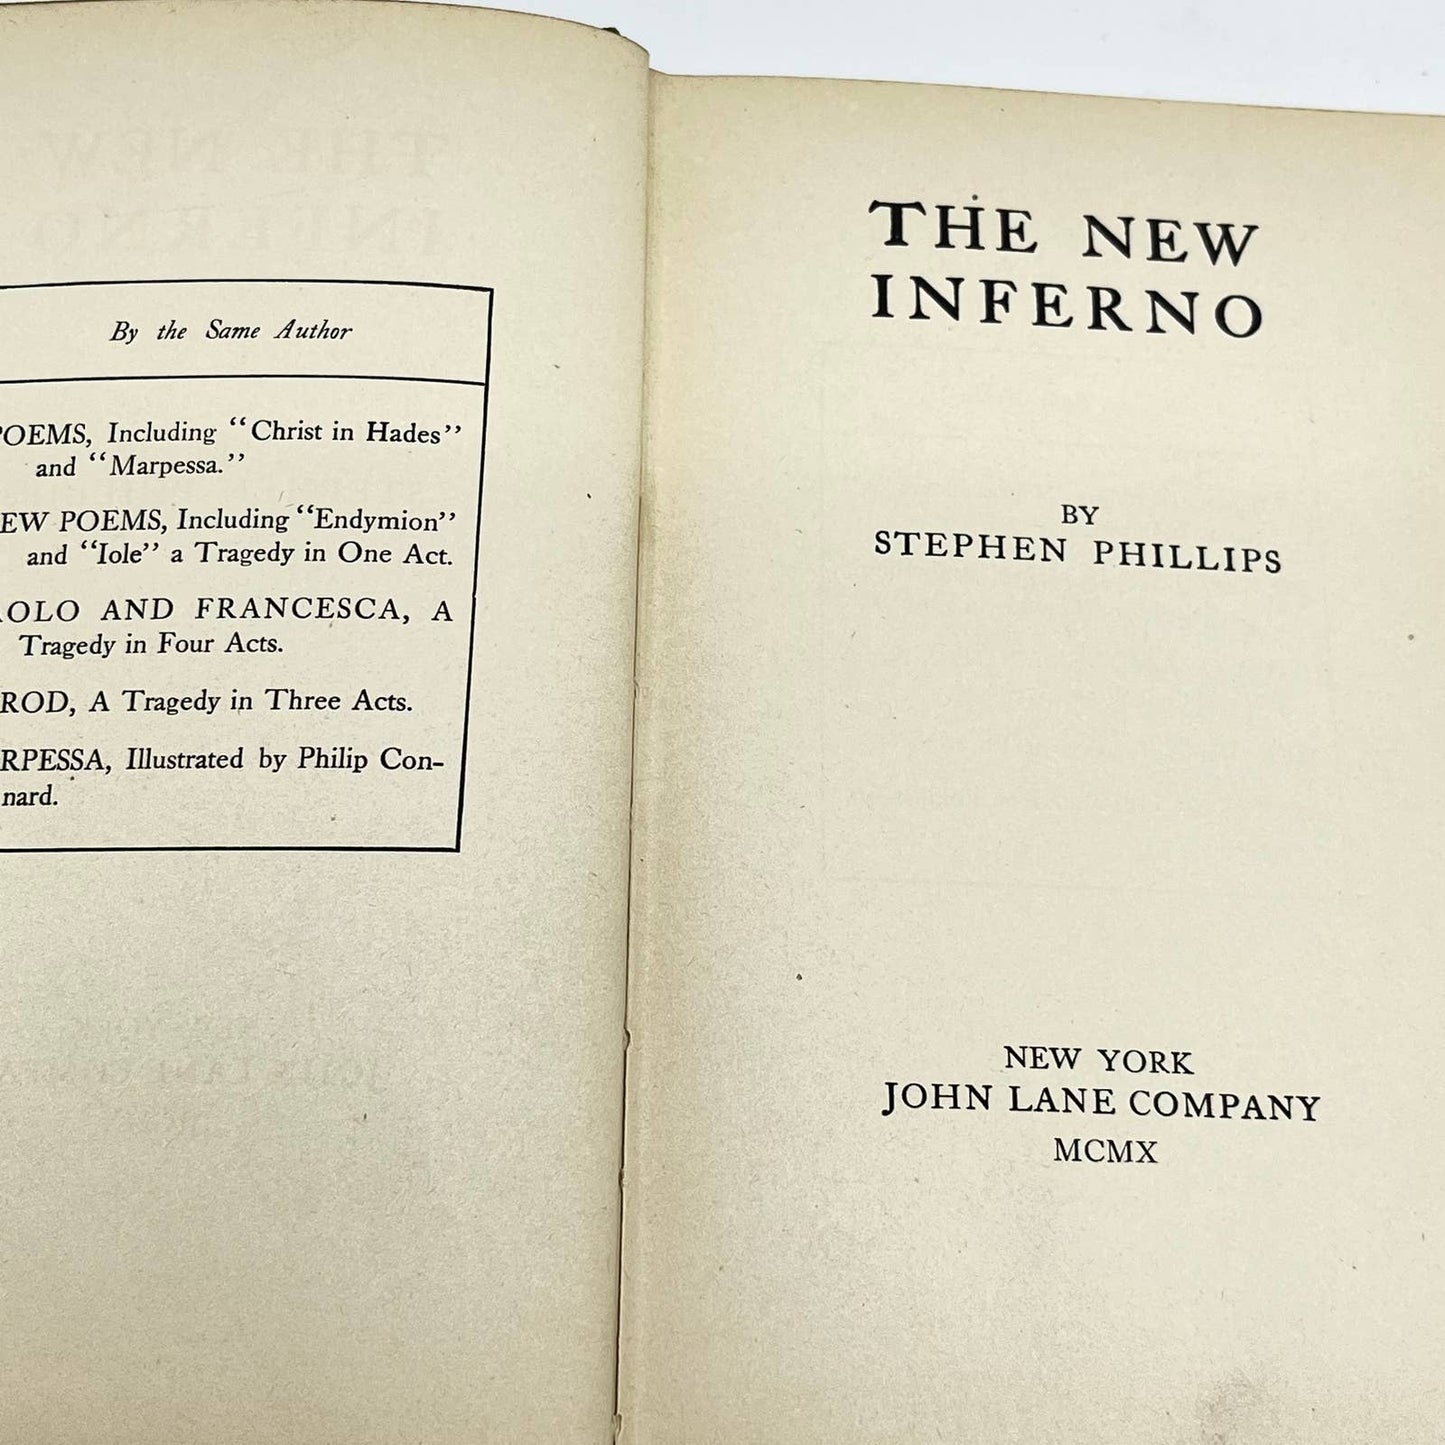 By the Same Author
POEMS, Including "Christ in Hades"
and "Marpessa."
EW POEMS, Including "Endymion"
and "Iole" a Tragedy in One Act.
OLO AND FRANCESCA, A
Tragedy in Four Acts.
ROD, A Tragedy in Three Acts.
RPESSA, Illustrated by Philip Con-
nard.
THE NEW
INFERNO
BY
STEPHEN PHILLIPS
NEW YORK
JOHN LANE COMPANY
MCMX